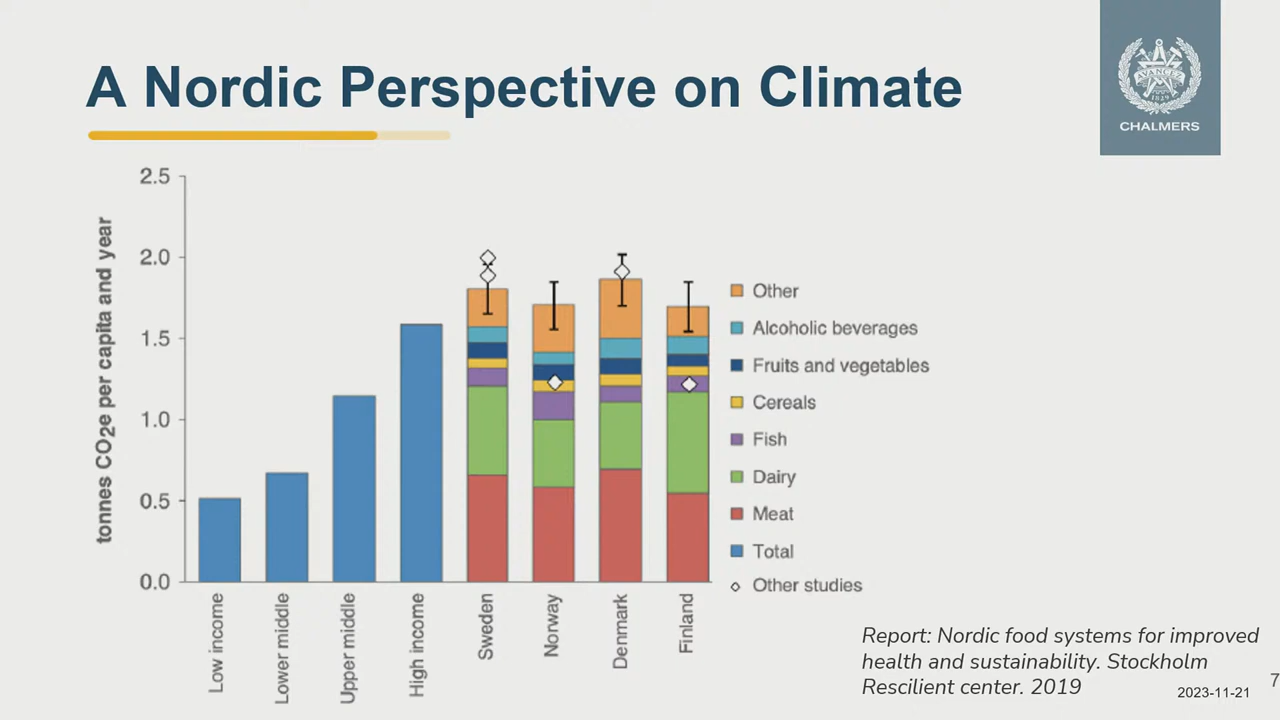 A Nordic Perspective on Climate
AVANCEZ
1829
CHALMERS
tonnes CO2e per capita and year
2.5
2.0
1.5
1.0
0.5
0.0
Low income
Lower middle
Upper middle
High income
Sweden
Norway
Denmark
Finland
Other
Alcoholic beverages
Fruits and vegetables
Cereals
Fish
Dairy
Meat
Total
Other studies
Report: Nordic food systems for improved
health and sustainability. Stockholm
Rescilient center. 2019
2023-11-21
7